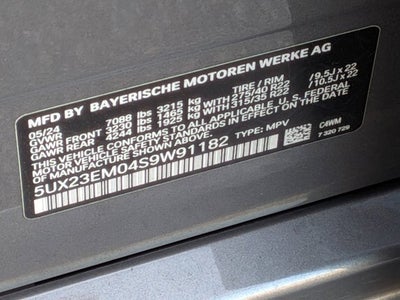 MFD BY BAYERISCHE MOTOREN WERKE AG
05/24
GVWR 7088 lbs 3215 kg TIRE / RIM
GAWR FRONT 3230 lbs 1465 kg 275/40 R22 / 9.5J x 22
GAWR REAR 4244 lbs 1925 kg 315/35 R22 / 10.5J x 22
THIS VEHICLE CONFORMS TO ALL APPLICABLE U.S. FEDERAL
MOTOR VEHICLE SAFETY STANDARDS IN EFFECT ON THE
DATE OF MANUFACTURE SHOWN ABOVE.
5UX23EM04S9W91182 TYPE: MPV
C4WM
7 320 729